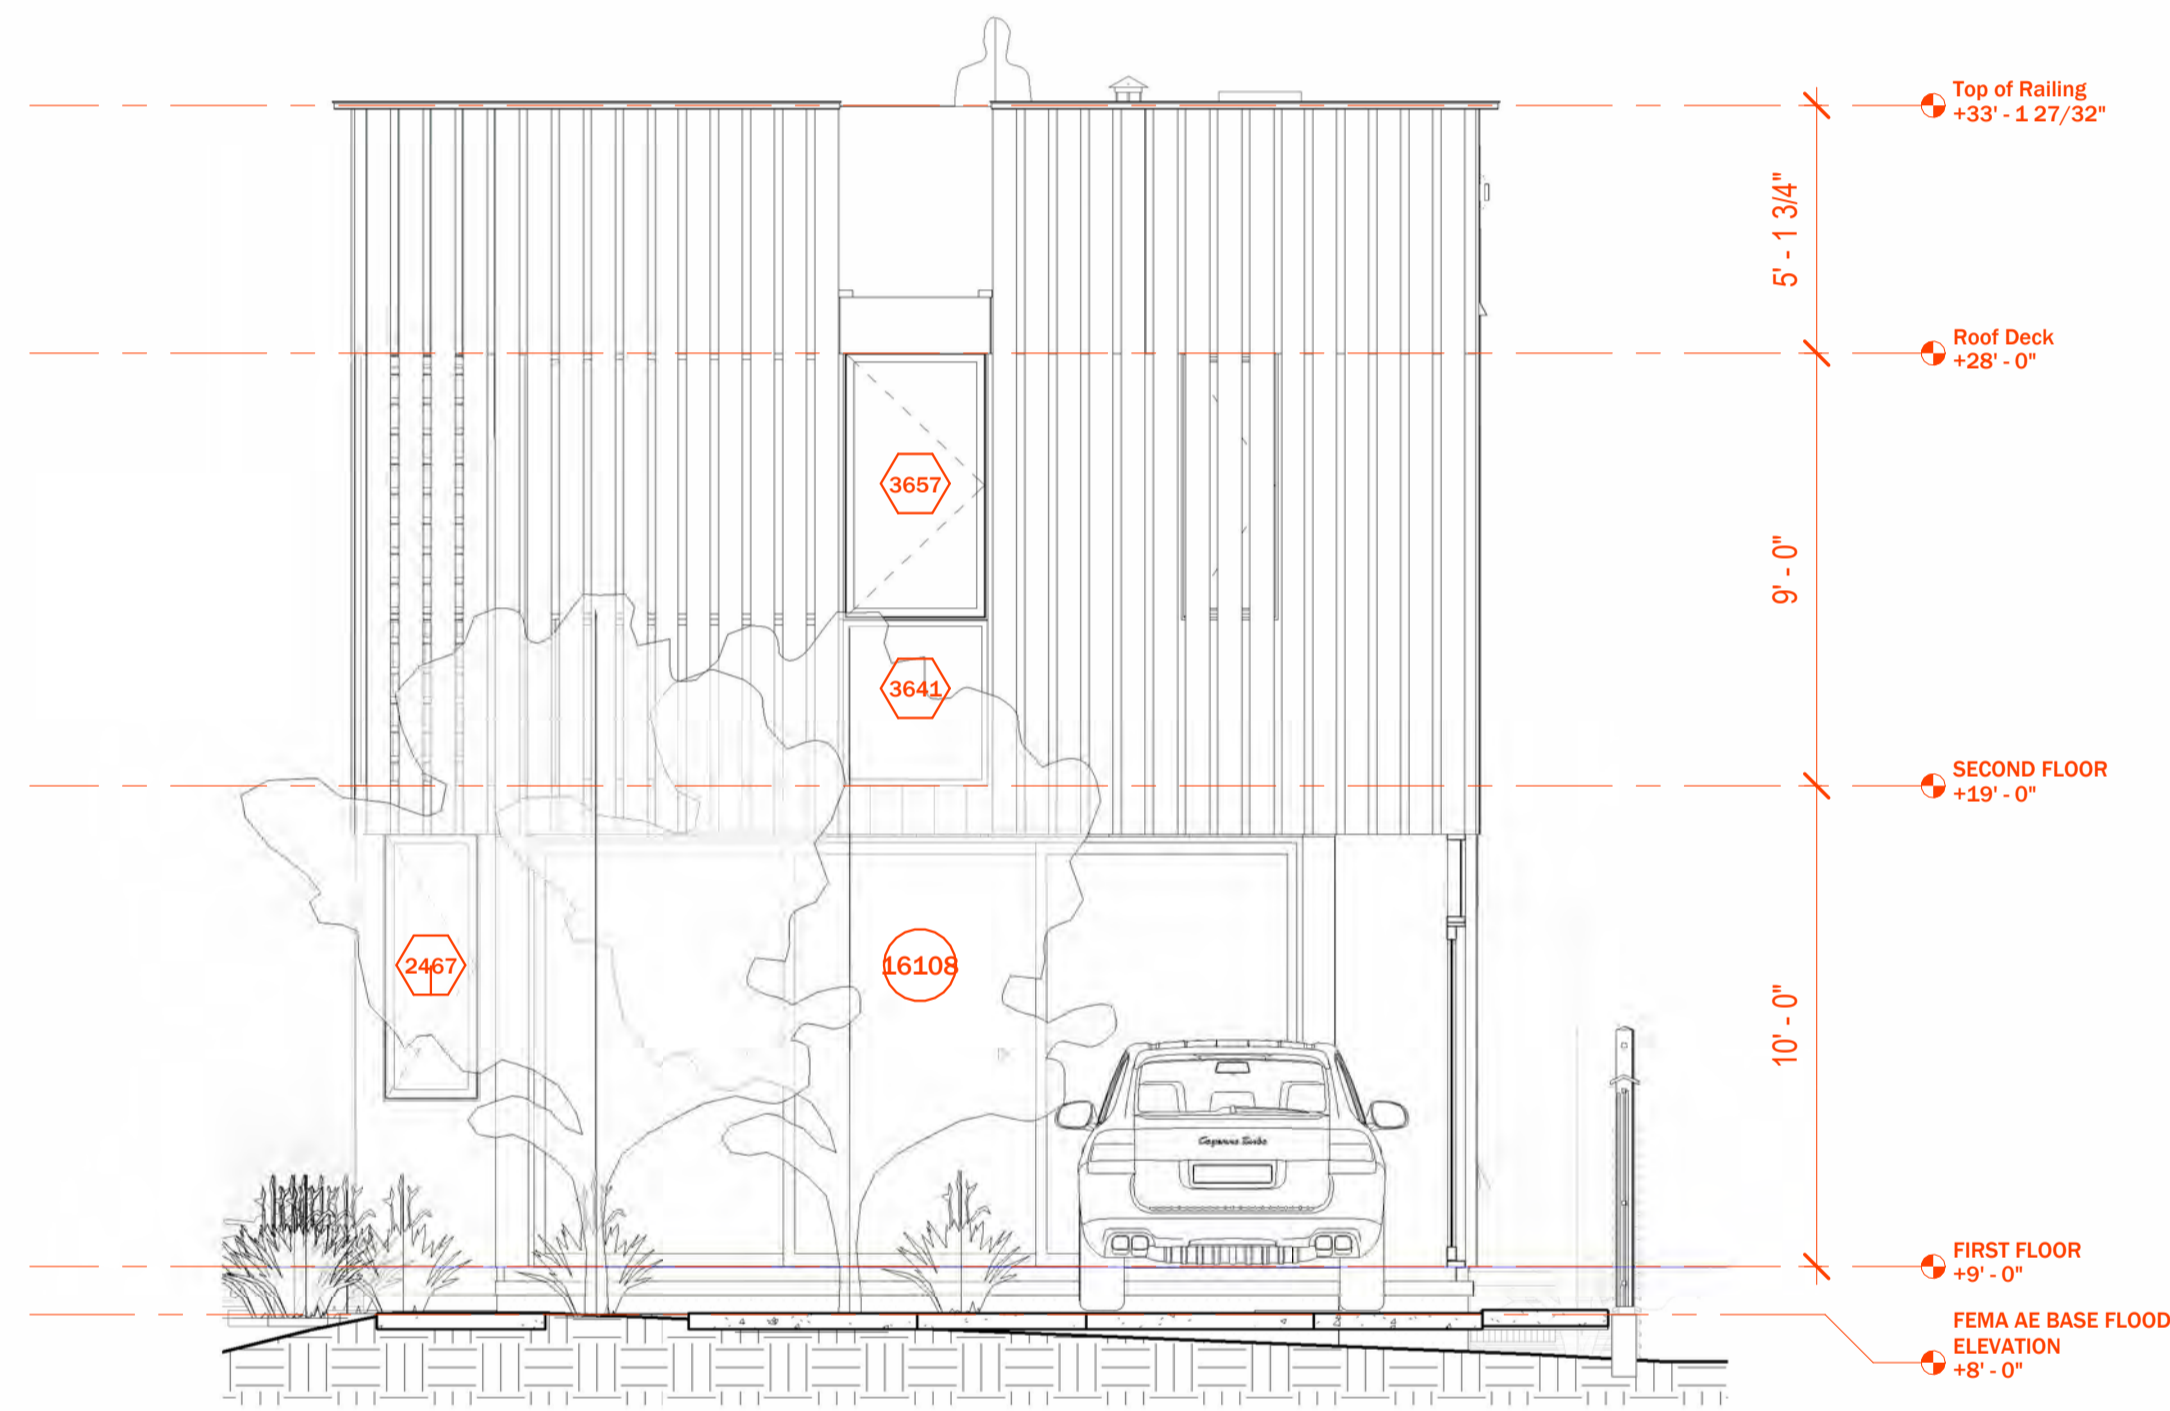 Top of Railing
+33' - 1 27/32"
5' - 1 3/4"
Roof Deck
+28' - 0"
3657
9' - 0"
3641
SECOND FLOOR
+19' - 0"
2467
16108
10' - 0"
Cayenne Turbo
FIRST FLOOR
+9' - 0"
FEMA AE BASE FLOOD
ELEVATION
+8' - 0"